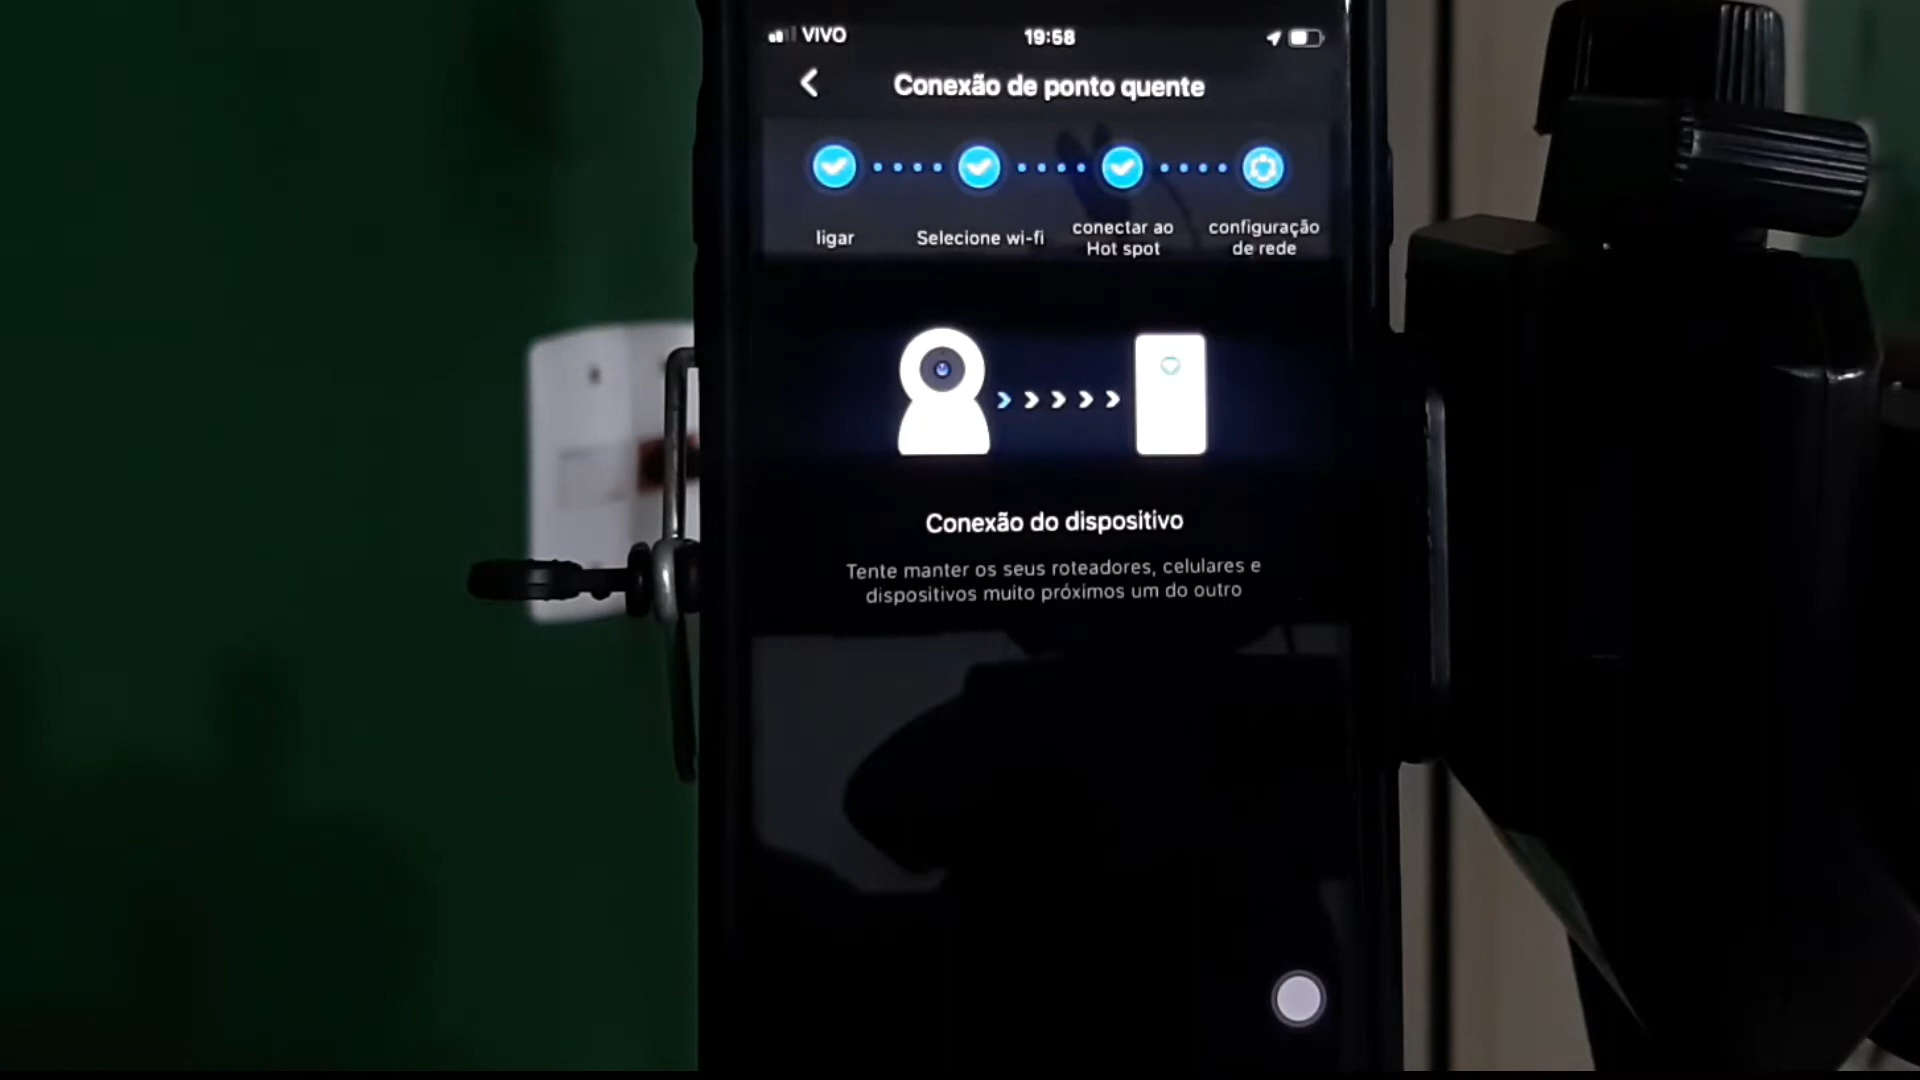 VIVO 19:58
Conexão de ponto quente
ligar
Selecione wi-fi
conectar ao
Hot spot
configuração
de rede
Conexão do dispositivo
Tente manter os seus roteadores, celulares e
dispositivos muito próximos um do outro